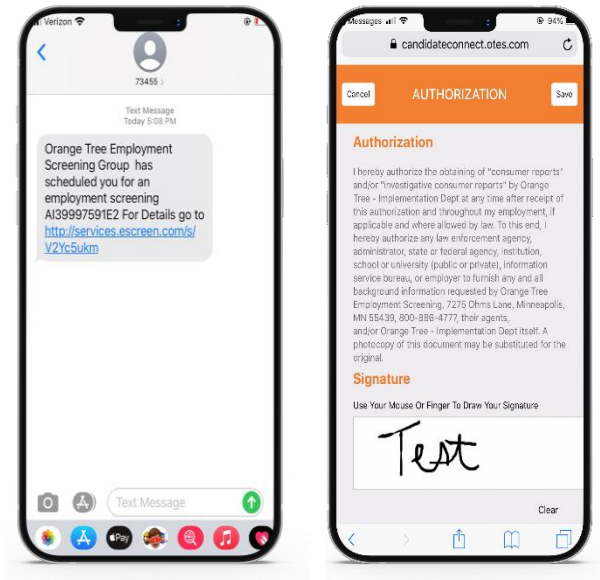 Verizon
73455 >
Text Message
Today 5:08 PM
Orange Tree Employment
Screening Group has
scheduled you for an
employment screening
AI39997591E2 For Details go to
http://services.escreen.com/s/
V2Yc5ukm
Text Message
Pay
Messages
94%
candidateconnect.otes.com
Cancel
AUTHORIZATION
Save
Authorization
I hereby authorize the obtaining of "consumer reports"
and/or "investigative consumer reports" by Orange
Tree - Implementation Dept at any time after receipt of
this authorization and throughout my employment, if
applicable and where allowed by law. To this end, I
hereby authorize any law enforcement agency,
administrator, state or federal agency, institution,
school or university (public or private), information
service bureau, or employer to furnish any and all
background information requested by Orange Tree
Employment Screening, 7275 Ohms Lane, Minneapolis,
MN 55439, 800-886-4777, their agents,
and/or Orange Tree - Implementation Dept itself. A
photocopy of this document may be substituted for the
original.
Signature
Use Your Mouse Or Finger To Draw Your Signature
Test
Clear